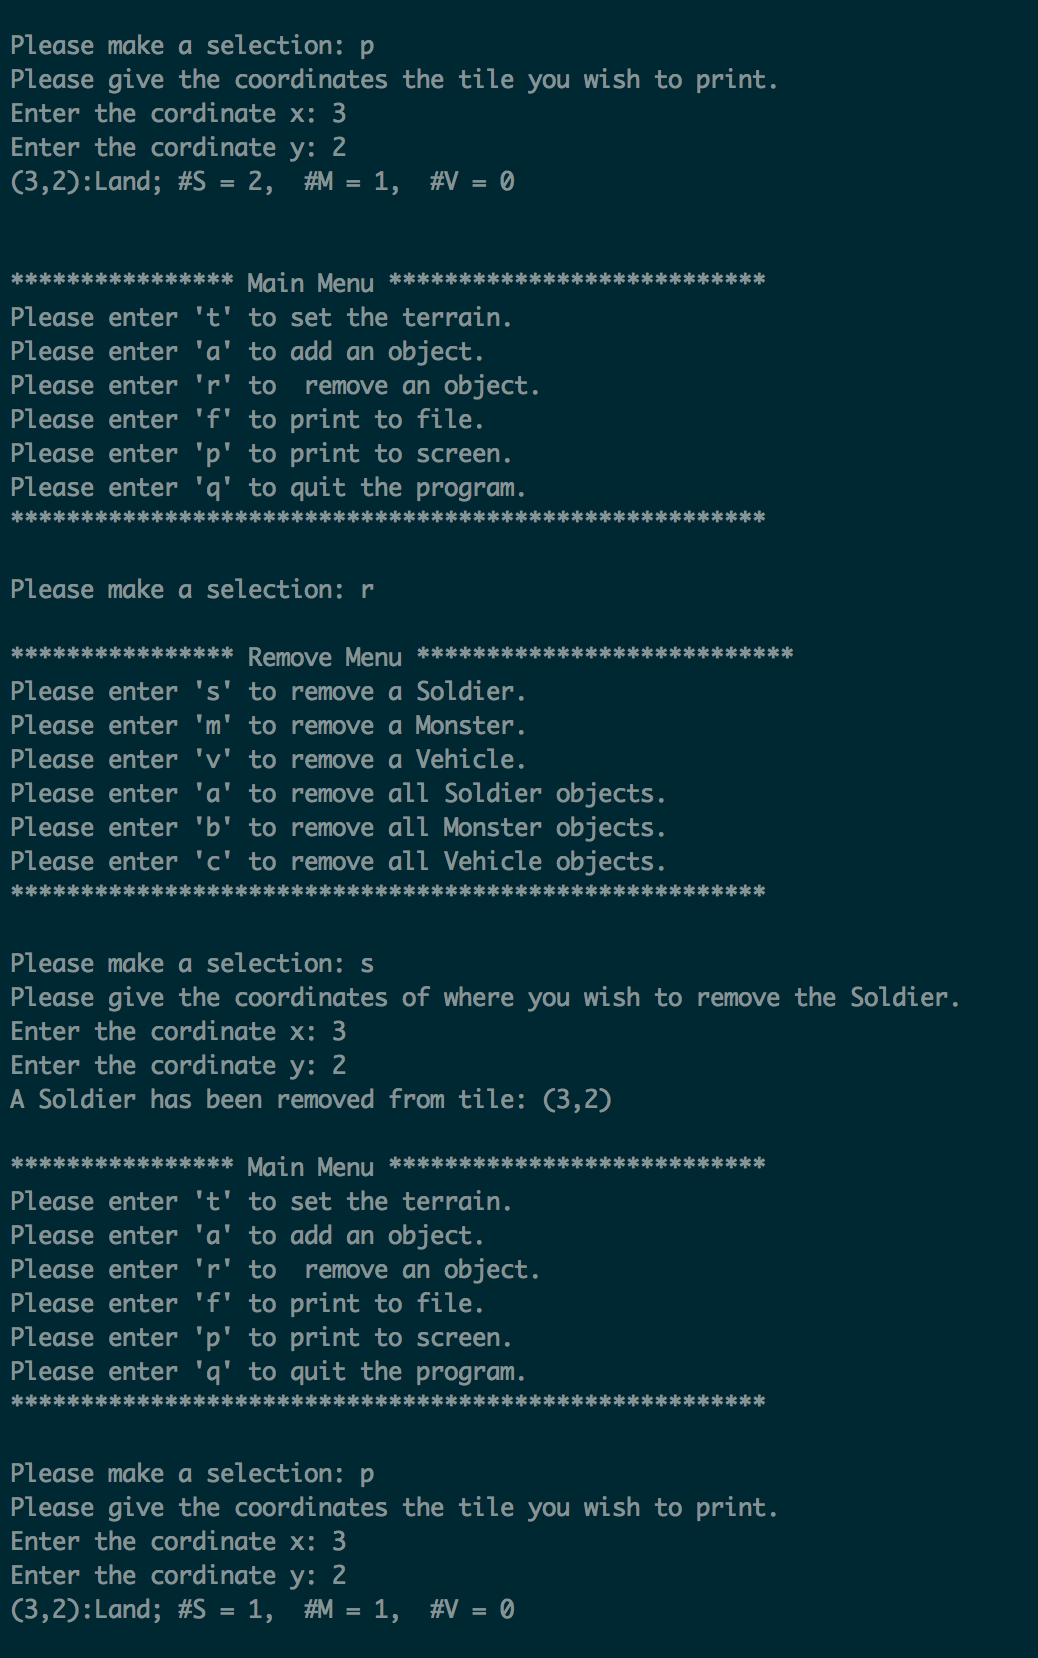 Please make a selection: p
Please give the coordinates the tile you wish to print.
Enter the cordinate x: 3
Enter the cordinate y: 2
(3,2):Land; #S = 2,  #M = 1,  #V = 0
**************** Main Menu ***************************
Please enter 't' to set the terrain.
Please enter 'a' to add an object.
Please enter 'r' to  remove an object.
Please enter 'f' to print to file.
Please enter 'p' to print to screen.
Please enter 'q' to quit the program.
******************************************************
Please make a selection: r
**************** Remove Menu ***************************
Please enter 's' to remove a Soldier.
Please enter 'm' to remove a Monster.
Please enter 'v' to remove a Vehicle.
Please enter 'a' to remove all Soldier objects.
Please enter 'b' to remove all Monster objects.
Please enter 'c' to remove all Vehicle objects.
******************************************************
Please make a selection: s
Please give the coordinates of where you wish to remove the Soldier.
Enter the cordinate x: 3
Enter the cordinate y: 2
A Soldier has been removed from tile: (3,2)
**************** Main Menu ***************************
Please enter 't' to set the terrain.
Please enter 'a' to add an object.
Please enter 'r' to  remove an object.
Please enter 'f' to print to file.
Please enter 'p' to print to screen.
Please enter 'q' to quit the program.
******************************************************
Please make a selection: p
Please give the coordinates the tile you wish to print.
Enter the cordinate x: 3
Enter the cordinate y: 2
(3,2):Land; #S = 1,  #M = 1,  #V = 0